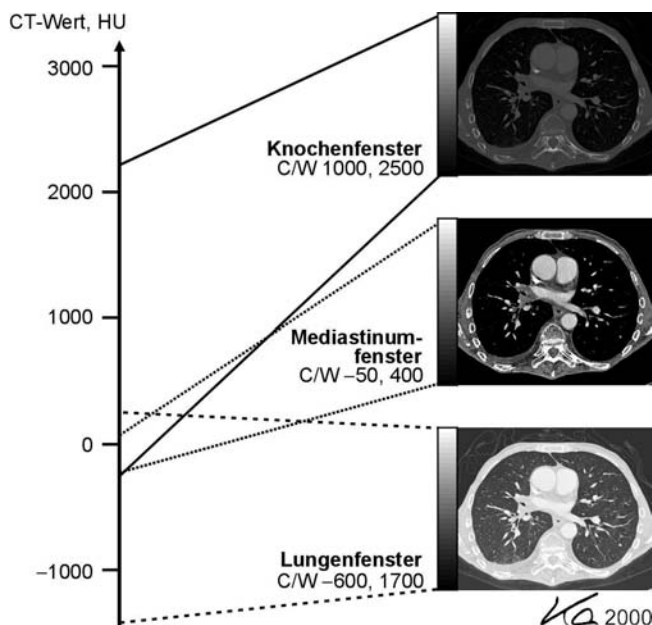 CT-Wert, HU
3000
2000
1000
0
–1000
Knochenfenster
C/W 1000, 2500
Mediastinum-
fenster
C/W –50, 400
Lungenfenster
C/W –600, 1700
2000